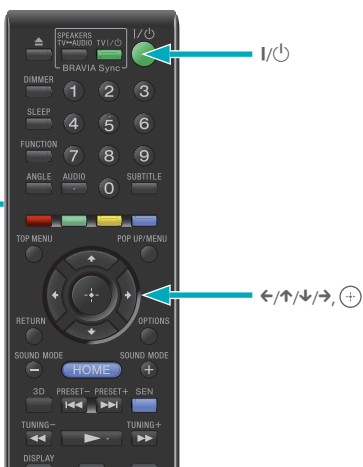 SPEAKERS
TV↔AUDIO TV I/⏻ I/⏻
BRAVIA Sync
I/⏻
DIMMER
1 2 3
SLEEP
4 5 6
FUNCTION
7 8 9
ANGLE AUDIO SUBTITLE
0
TOP MENU POP UP/MENU
←/↑/↓/→,
RETURN OPTIONS
SOUND MODE SOUND MODE
– HOME +
3D PRESET– PRESET+ SEN
TUNING– TUNING+
DISPLAY